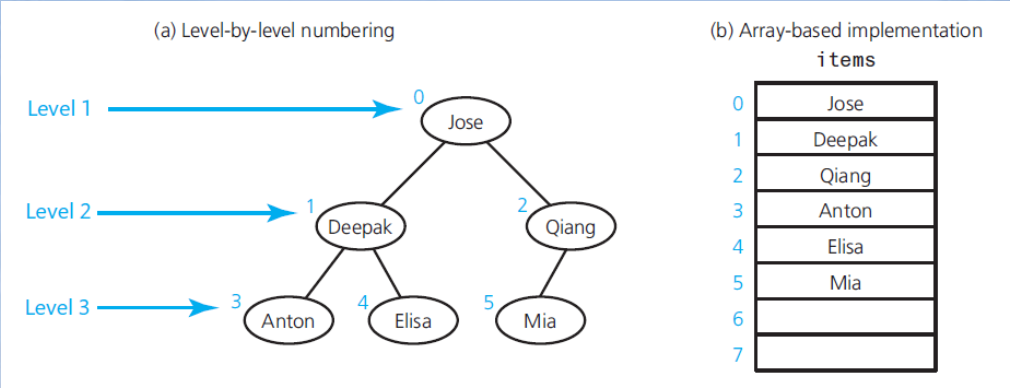 (a) Level-by-level numbering
Level 1
0
Jose
Level 2
1
Deepak
2
Qiang
Level 3
3
Anton
4
Elisa
5
Mia
(b) Array-based implementation
items
0 Jose
1 Deepak
2 Qiang
3 Anton
4 Elisa
5 Mia
6
7